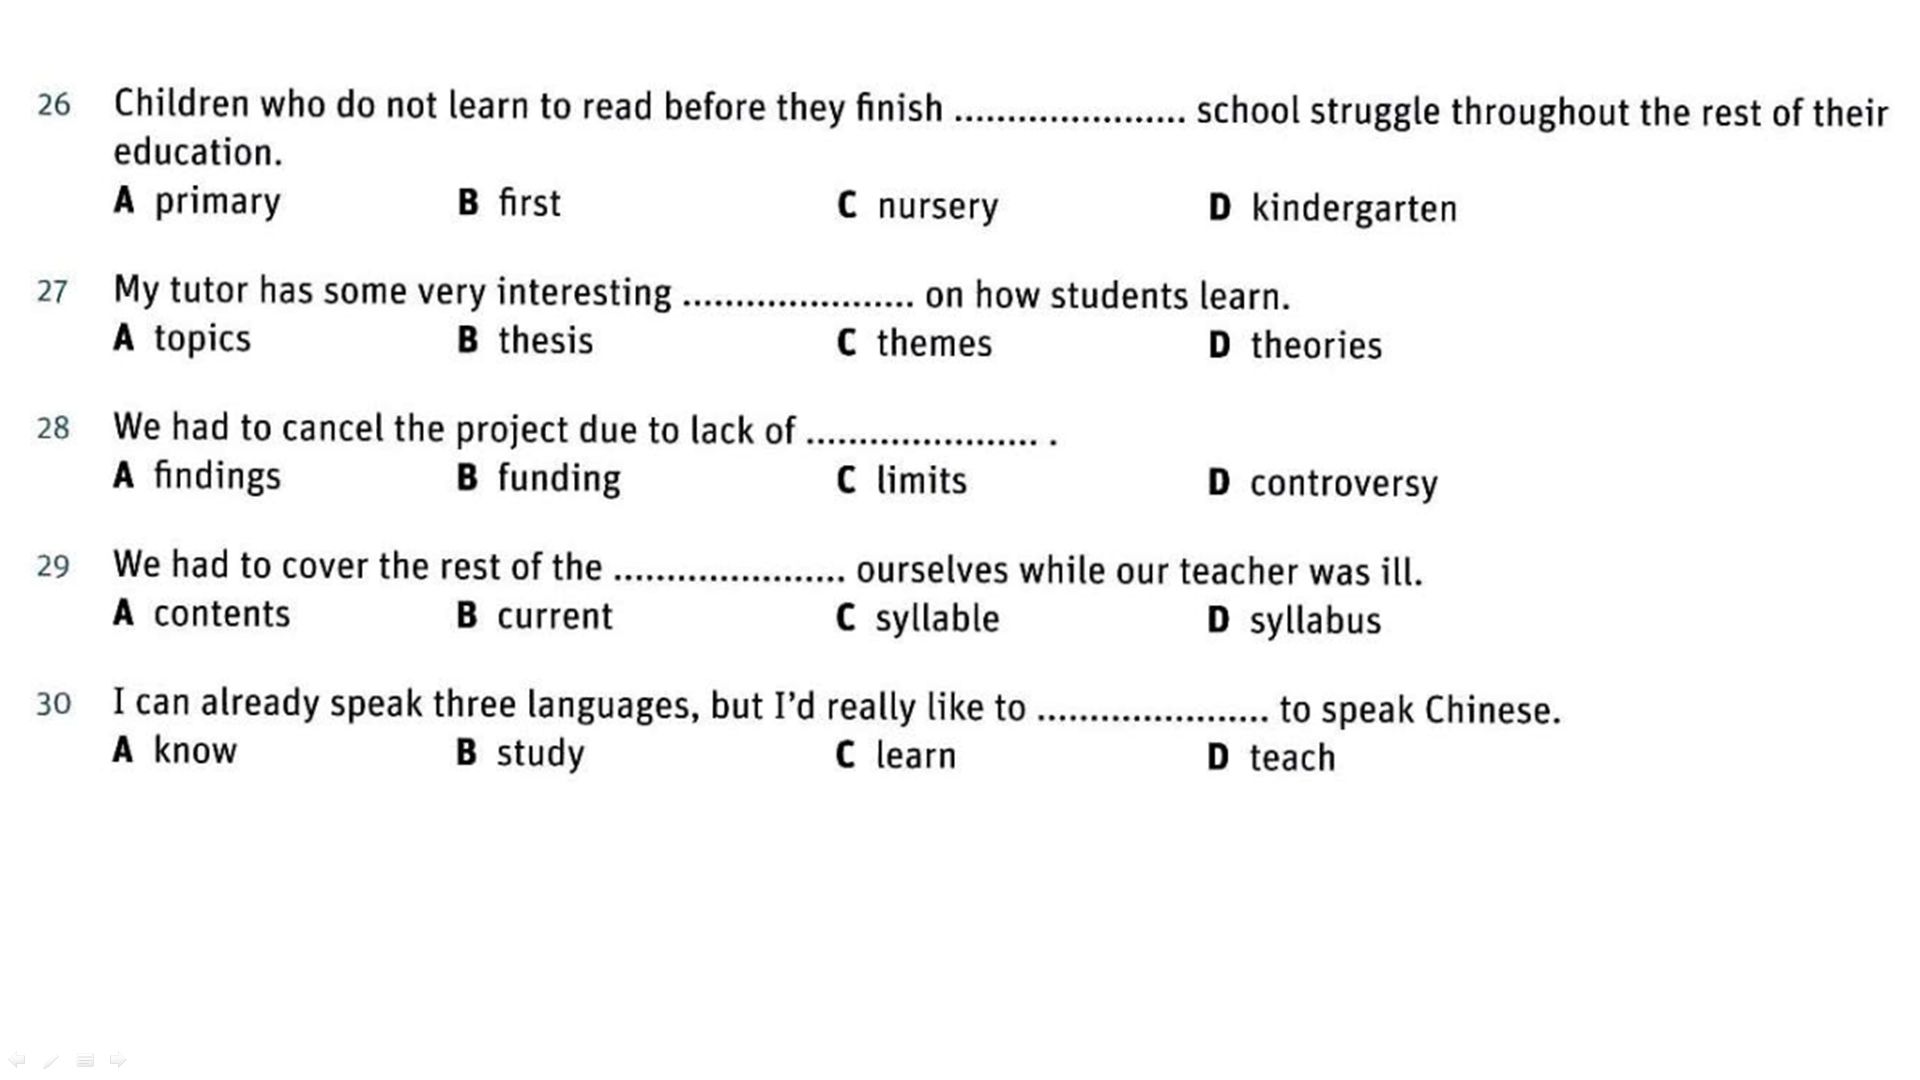 26 Children who do not learn to read before they finish ...................... school struggle throughout the rest of their
education.
A primary B first C nursery D kindergarten
27 My tutor has some very interesting ...................... on how students learn.
A topics B thesis C themes D theories
28 We had to cancel the project due to lack of ...................... .
A findings B funding C limits D controversy
29 We had to cover the rest of the ...................... ourselves while our teacher was ill.
A contents B current C syllable D syllabus
30 I can already speak three languages, but I'd really like to ...................... to speak Chinese.
A know B study C learn D teach